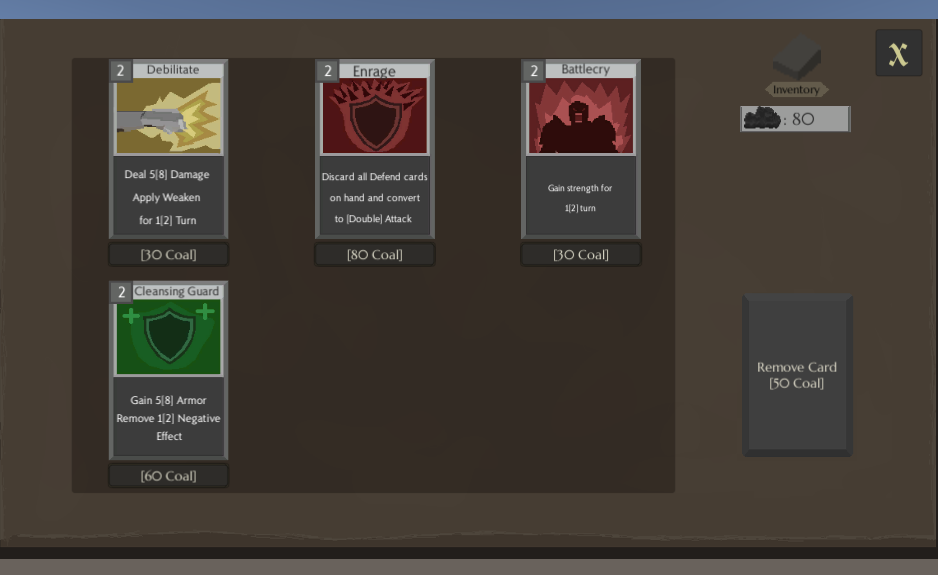 2 Debilitate
Deal 5[8] Damage
Apply Weaken
for 1[2] Turn
[30 Coal]
2 Enrage
Discard all Defend cards
on hand and convert
to [Double] Attack
[80 Coal]
2 Battlecry
Gain strength for
1[2] turn
[30 Coal]
2 Cleansing Guard
Gain 5[8] Armor
Remove 1[2] Negative
Effect
[60 Coal]
X
Inventory
: 80
Remove Card
[50 Coal]